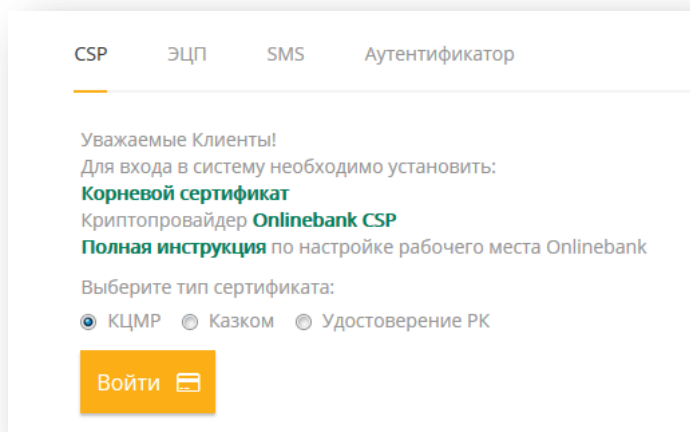 CSP ЭЦП SMS Аутентификатор
Уважаемые Клиенты!
Для входа в систему необходимо установить:
Корневой сертификат
Криптопровайдер Onlinebank CSP
Полная инструкция по настройке рабочего места Onlinebank
Выберите тип сертификата:
КЦМР Казком Удостоверение РК
Войти